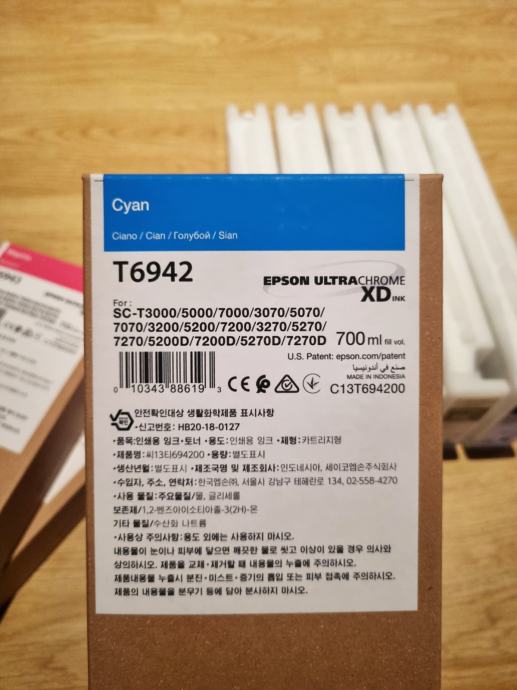 Cyan
Ciano / Cian / Голубой / Sian
T6942
EPSON ULTRACHROME
XD INK
For :
SC-T3000/5000/7000/3070/5070/
7070/3200/5200/7200/3270/5270/
7270/5200D/7200D/5270D/7270D
700ml fill vol.
U.S. Patent: epson.com/patent
صنع في أندونيسيا
MADE IN INDONESIA
C13T694200
0 10343 88619 3
안전확인대상 생활화학제품 표시사항
•신고번호: HB20-18-0127
•품목:인쇄용 잉크•토너 •용도:인쇄용 잉크 •제형:카트리지형
•제품명:씨13티694200 •용량:별도표시
•생산년월:별도표시 •제조국명 및 제조회사:인도네시아, 세이코엡손주식회사
•수입자, 주소, 연락처:한국엡손㈜, 서울시 강남구 테헤란로 134, 02-558-4270
•사용 물질:주요물질/물, 글리세롤
보존제/1,2-벤즈아이소티아졸-3(2H)-온
기타 물질/수산화 나트륨
•사용상 주의사항:용도 외에는 사용하지 마시오.
내용물이 눈이나 피부에 닿으면 깨끗한 물로 씻고 이상이 있을 경우 의사와
상의하시오. 제품을 교체•제거할 때 내용물의 누출에 주의하시오.
제품내용물 누출시 분진•미스트•증기의 흡입 또는 피부 접촉에 주의하시오.
제품의 내용물을 분무기 등에 담아 분사하지 마시오.